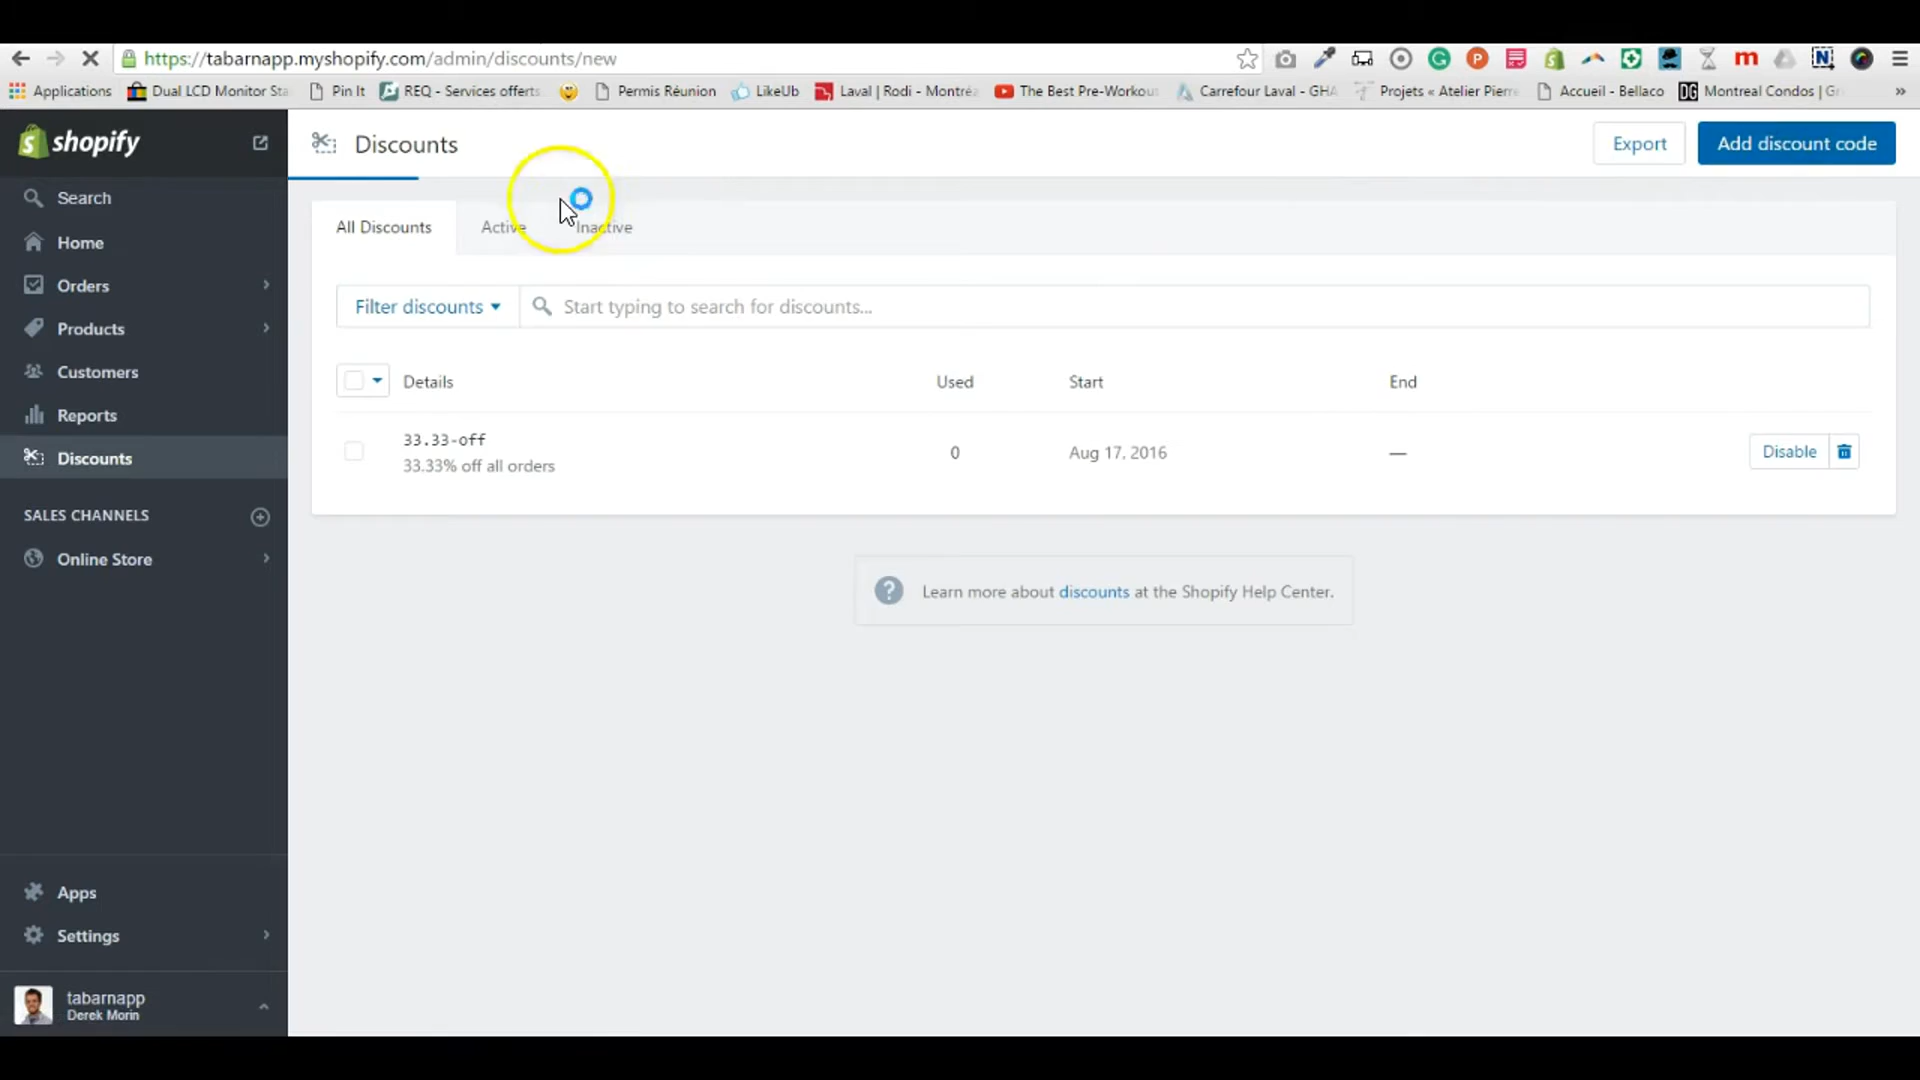 https://tabarnapp.myshopify.com/admin/discounts/new
Applications Dual LCD Monitor Sta Pin It REQ - Services offerts Permis Réunion LikeUb Laval | Rodi - Montréa The Best Pre-Workou Carrefour Laval - GHA Projets « Atelier Pierre Accueil - Bellaco DG Montreal Condos | Gr »
shopify
Discounts
Export
Add discount code
Search
Home
Orders
Products
Customers
Reports
Discounts
SALES CHANNELS
Online Store
Apps
Settings
tabarnapp
Derek Morin
All Discounts Active Inactive
Filter discounts Start typing to search for discounts...
Details Used Start End
33.33-off
33.33% off all orders
0 Aug 17, 2016 — Disable
Learn more about discounts at the Shopify Help Center.